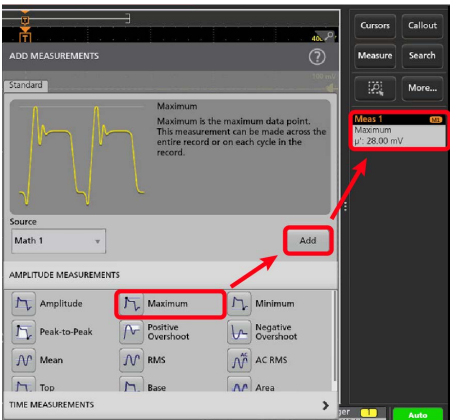 T
T
Cursors Callout
ADD MEASUREMENTS ?
Measure Search
Standard
More...
Maximum
Maximum is the maximum data point.
This measurement can be made across the
entire record or on each cycle in the
record.
Meas 1 M1
Maximum
µ': 28.00 mV
Source
Math 1 Add
AMPLITUDE MEASUREMENTS
Amplitude Maximum Minimum
Peak-to-Peak Positive Overshoot Negative Overshoot
Mean RMS AC RMS
Top Base Area
TIME MEASUREMENTS
Auto